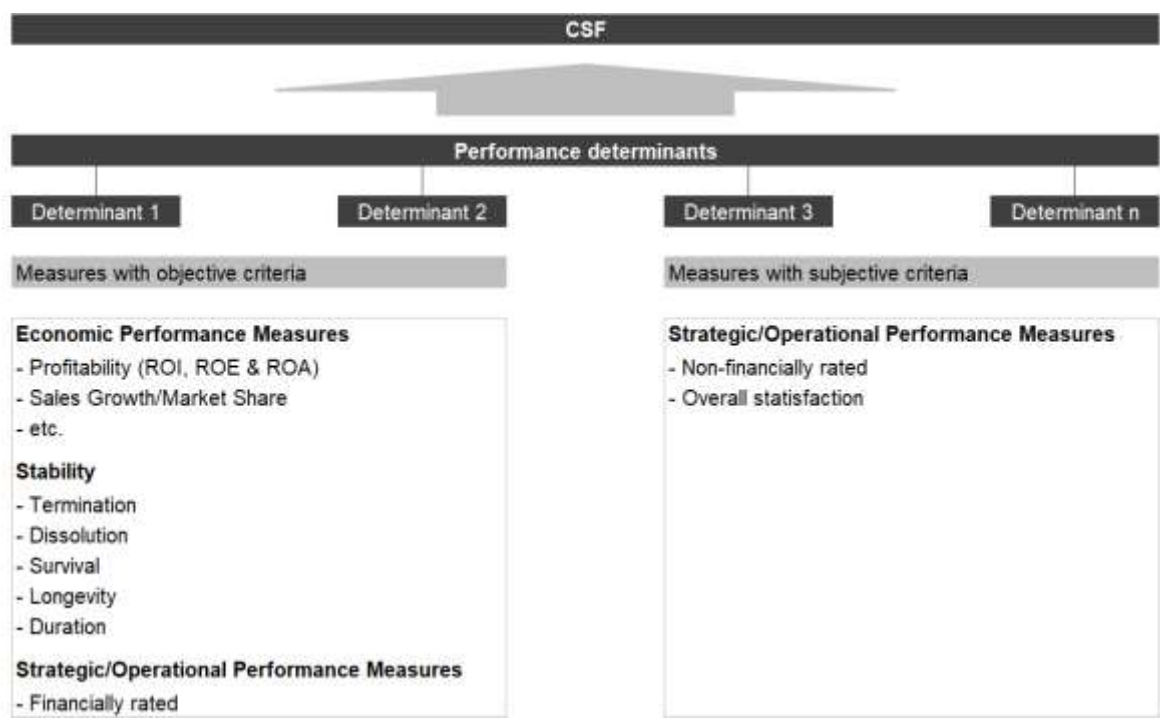 CSF
Performance determinants
Determinant 1
Determinant 2
Determinant 3
Determinant n
Measures with objective criteria
Economic Performance Measures
- Profitability (ROI, ROE & ROA)
- Sales Growth/Market Share
- etc.
Stability
- Termination
- Dissolution
- Survival
- Longevity
- Duration
Strategic/Operational Performance Measures
- Financially rated
Measures with subjective criteria
Strategic/Operational Performance Measures
- Non-financially rated
- Overall statisfaction